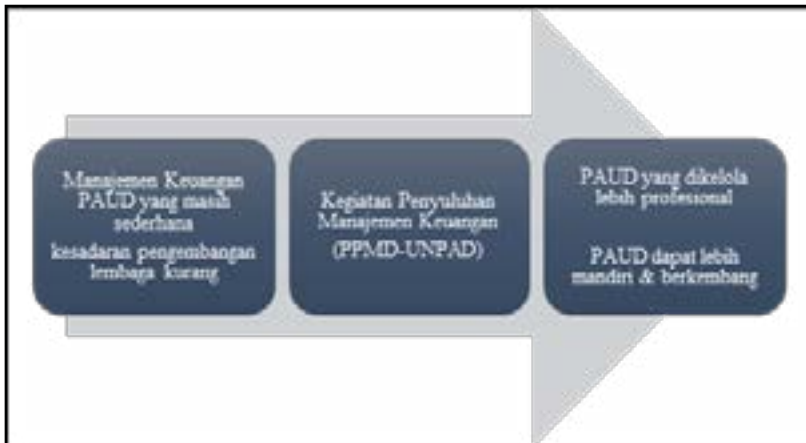 Manajemen Keuangan
PAUD yang masih
sederhana
kesadaran pengembangan
lembaga kurang
Kegiatan Penyuluhan
Manajemen Keuangan
(PPMD-UNPAD)
PAUD yang dikelola
lebih profesional
PAUD dapat lebih
mandiri & berkembang